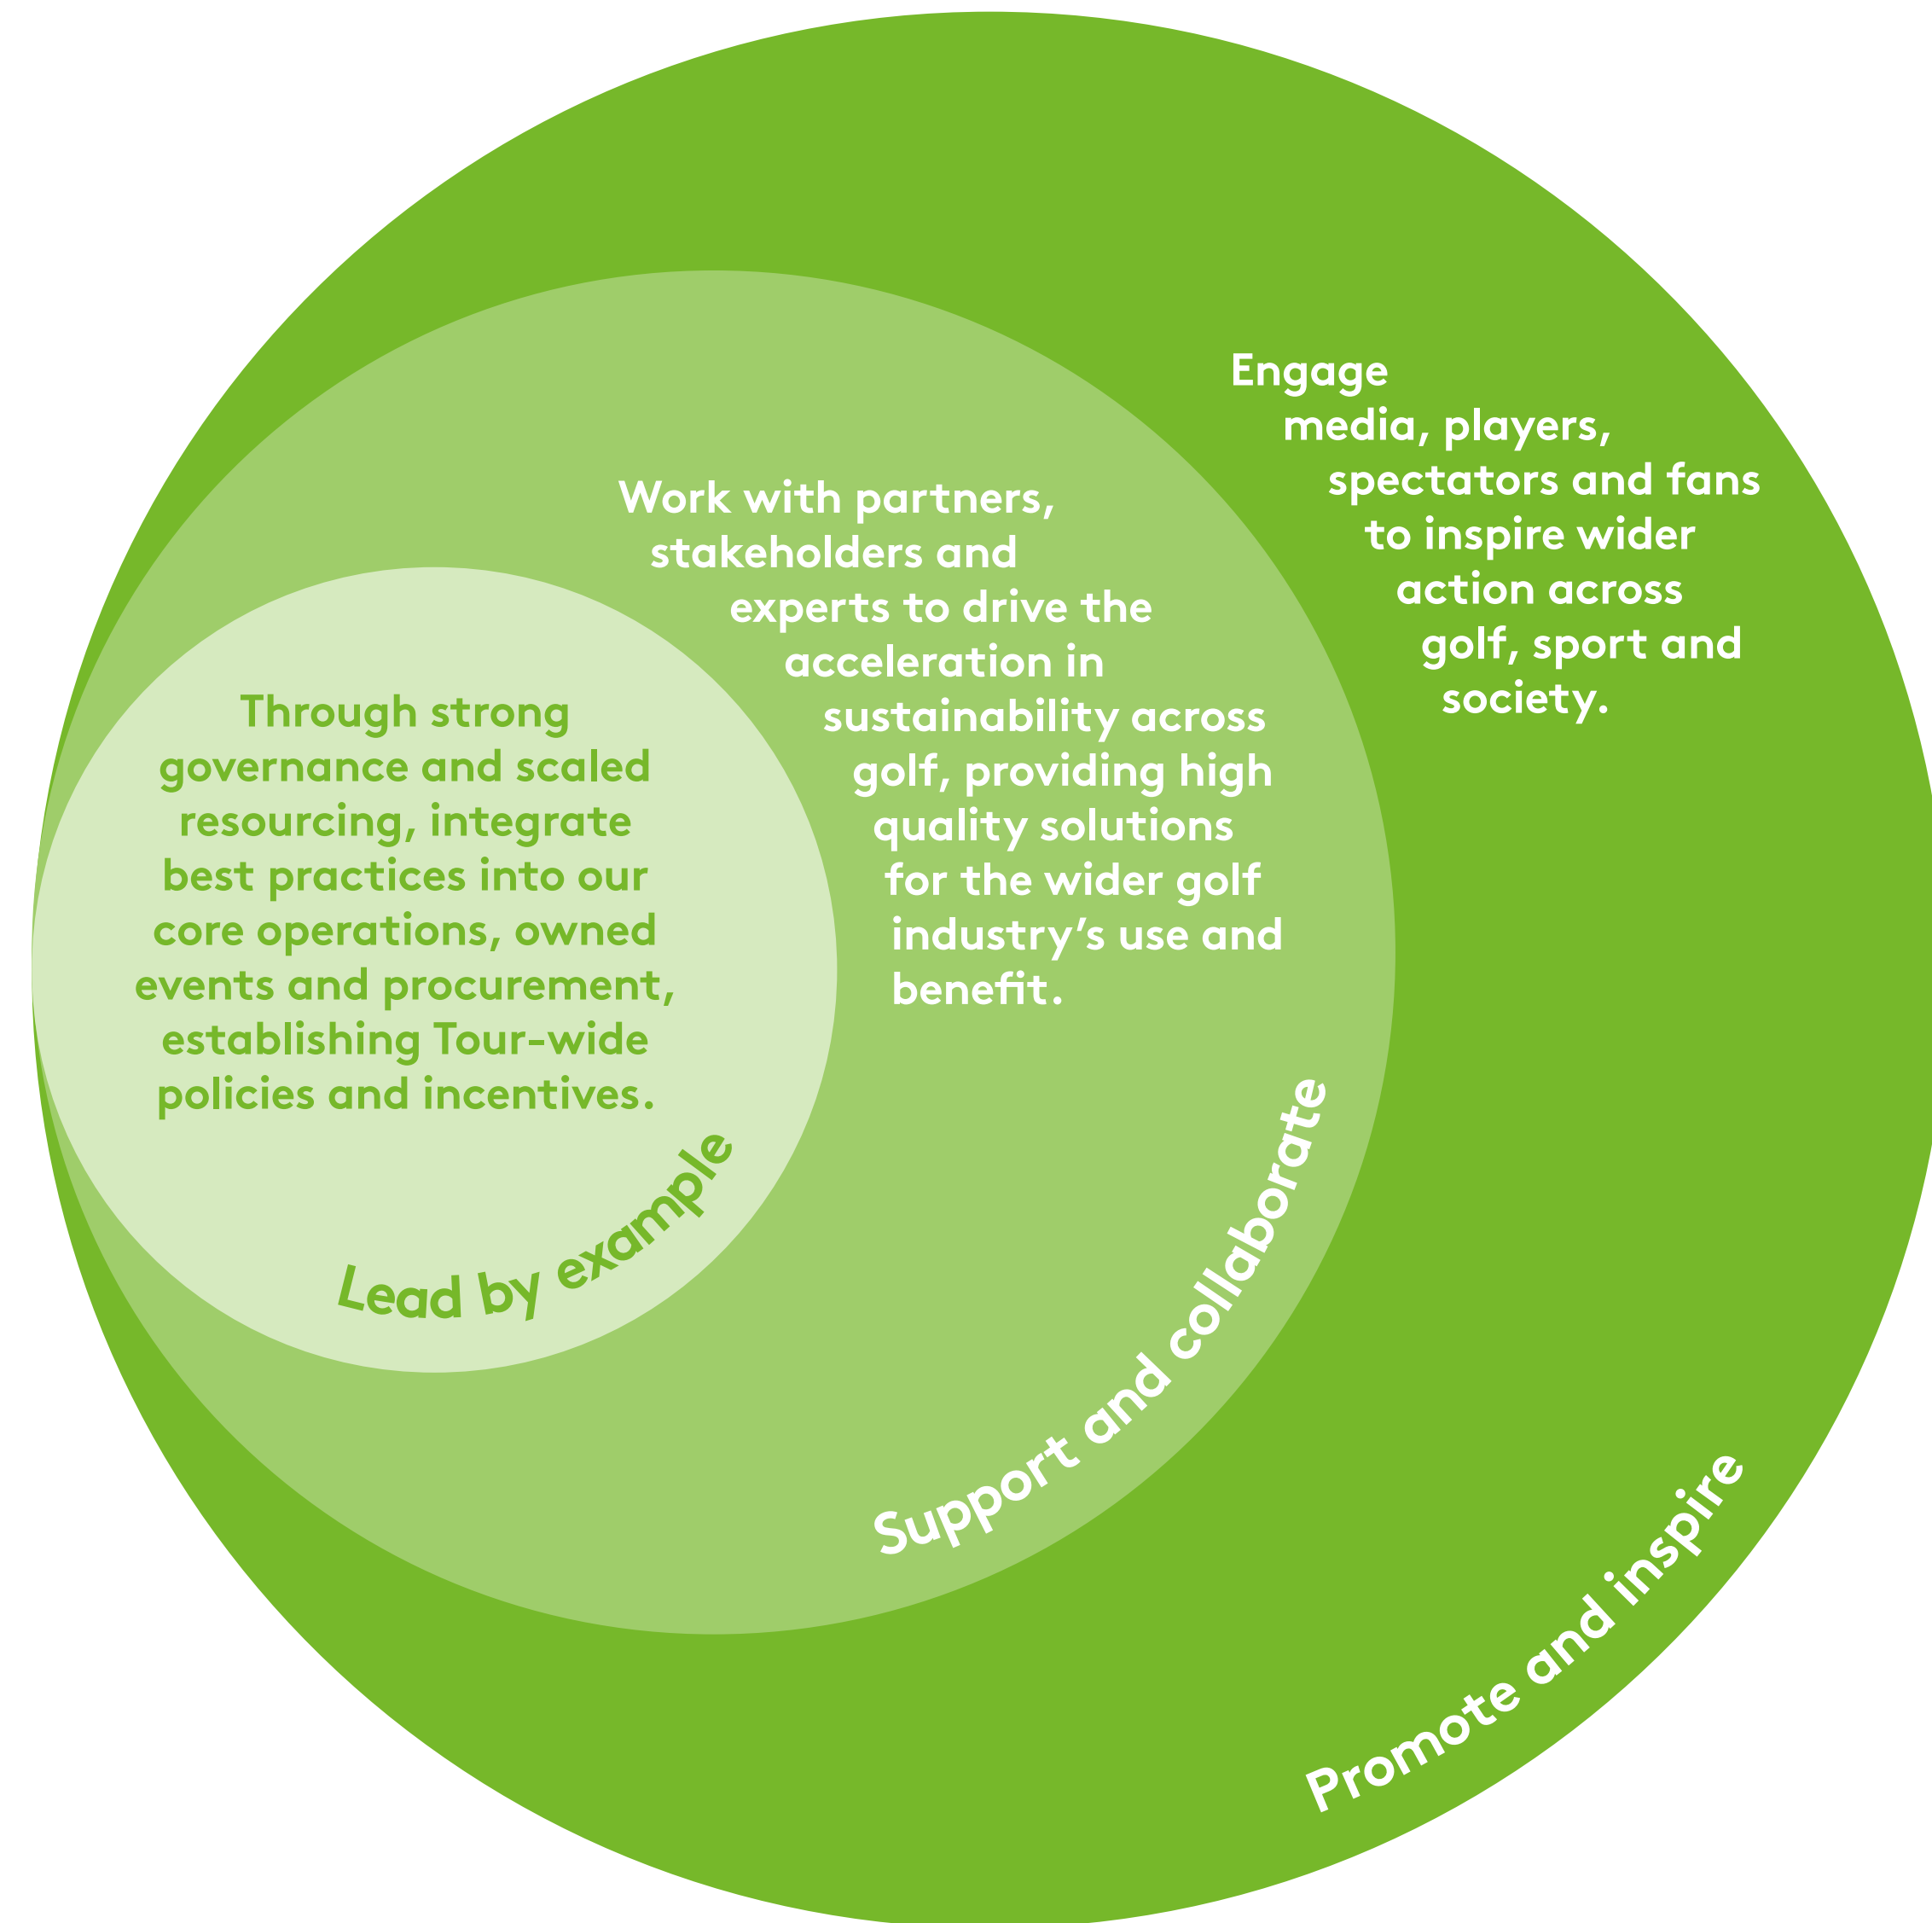 Through strong
governance and scaled
resourcing, integrate
best practices into our
core operations, owned
events and procurement,
establishing Tour-wide
policies and incentives.
Lead by example
Work with partners,
stakeholders and
experts to drive the
acceleration in
sustainability across
golf, providing high
quality solutions
for the wider golf
industry’s use and
benefit.
Support and collaborate
Engage
media, players,
spectators and fans
to inspire wider
action across
golf, sport and
society.
Promote and inspire